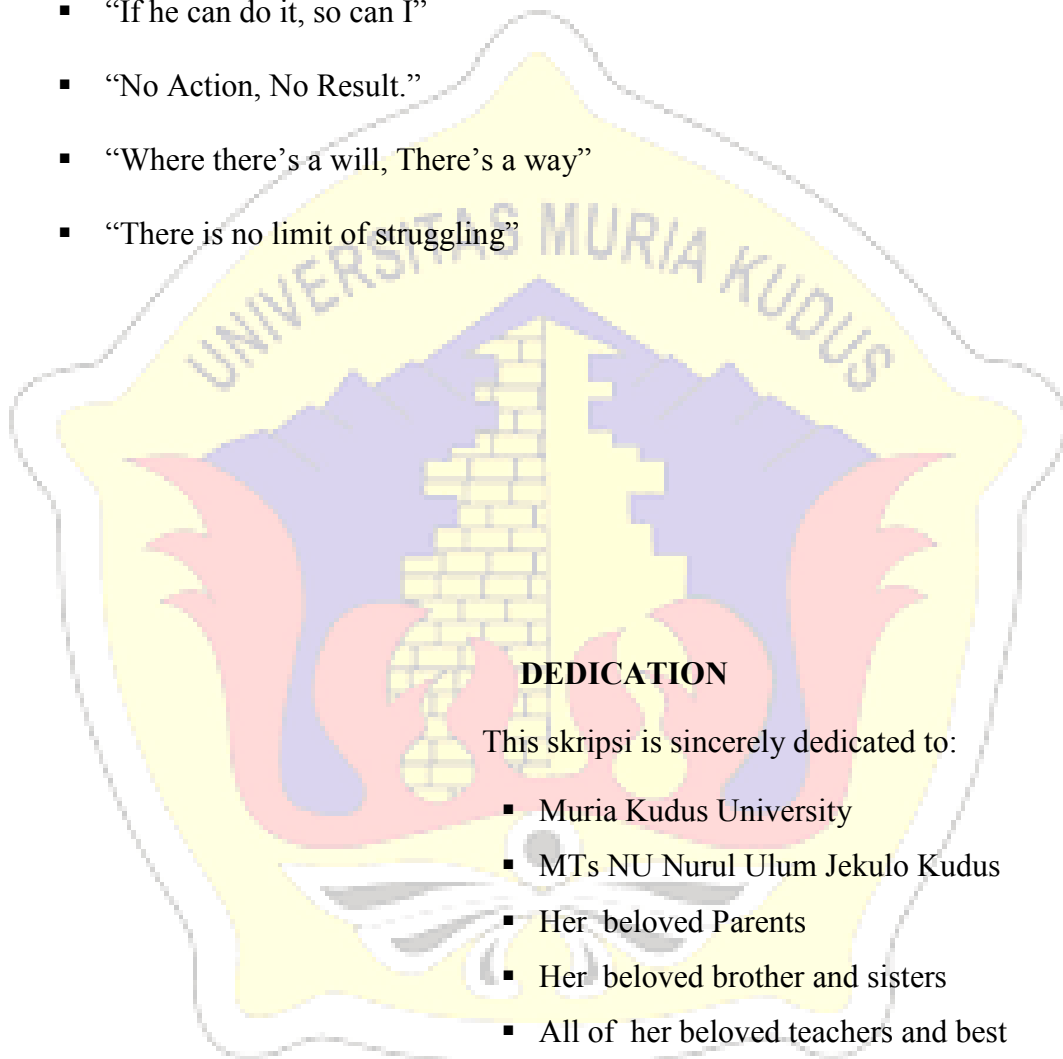 ▪ “If he can do it, so can I”
▪ “No Action, No Result.”
▪ “Where there’s a will, There’s a way”
▪ “There is no limit of struggling”
UNIVERSITAS MURIA KUDUS
DEDICATION
This skripsi is sincerely dedicated to:
▪ Muria Kudus University
▪ MTs NU Nurul Ulum Jekulo Kudus
▪ Her beloved Parents
▪ Her beloved brother and sisters
▪ All of her beloved teachers and best